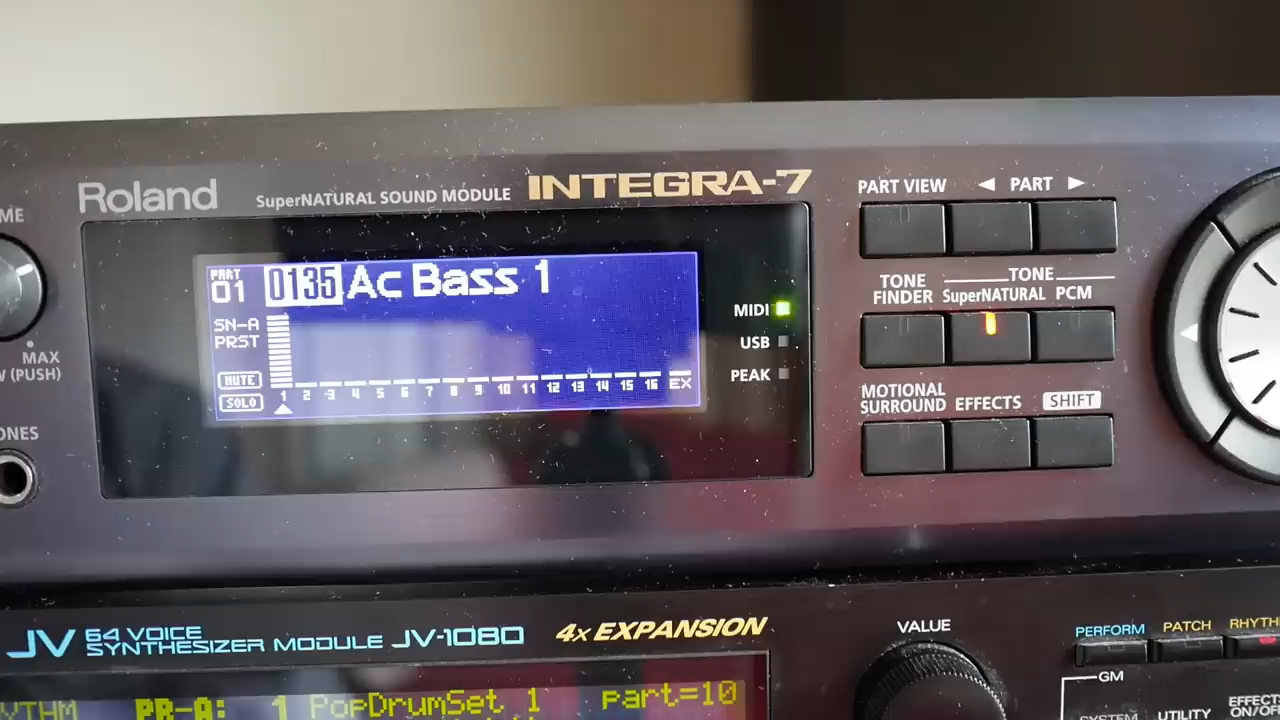 Roland SuperNATURAL SOUND MODULE INTEGRA-7
PART VIEW ◀ PART ▶
PART
01
0135 Ac Bass 1
SN-A
PRST
MUTE
SOLO
1 2 3 4 5 6 7 8 9 10 11 12 13 14 15 16 EX
MIDI
USB
PEAK
TONE
FINDER
TONE
SuperNATURAL PCM
MOTIONAL
SURROUND
EFFECTS
SHIFT
MAX
(PUSH)
JV 64 VOICE
SYNTHESIZER MODULE JV-1080
4x EXPANSION
VALUE
PERFORM PATCH
GM
SYSTEM UTILITY
PR-A: 1 PopDrumSet 1 part=10